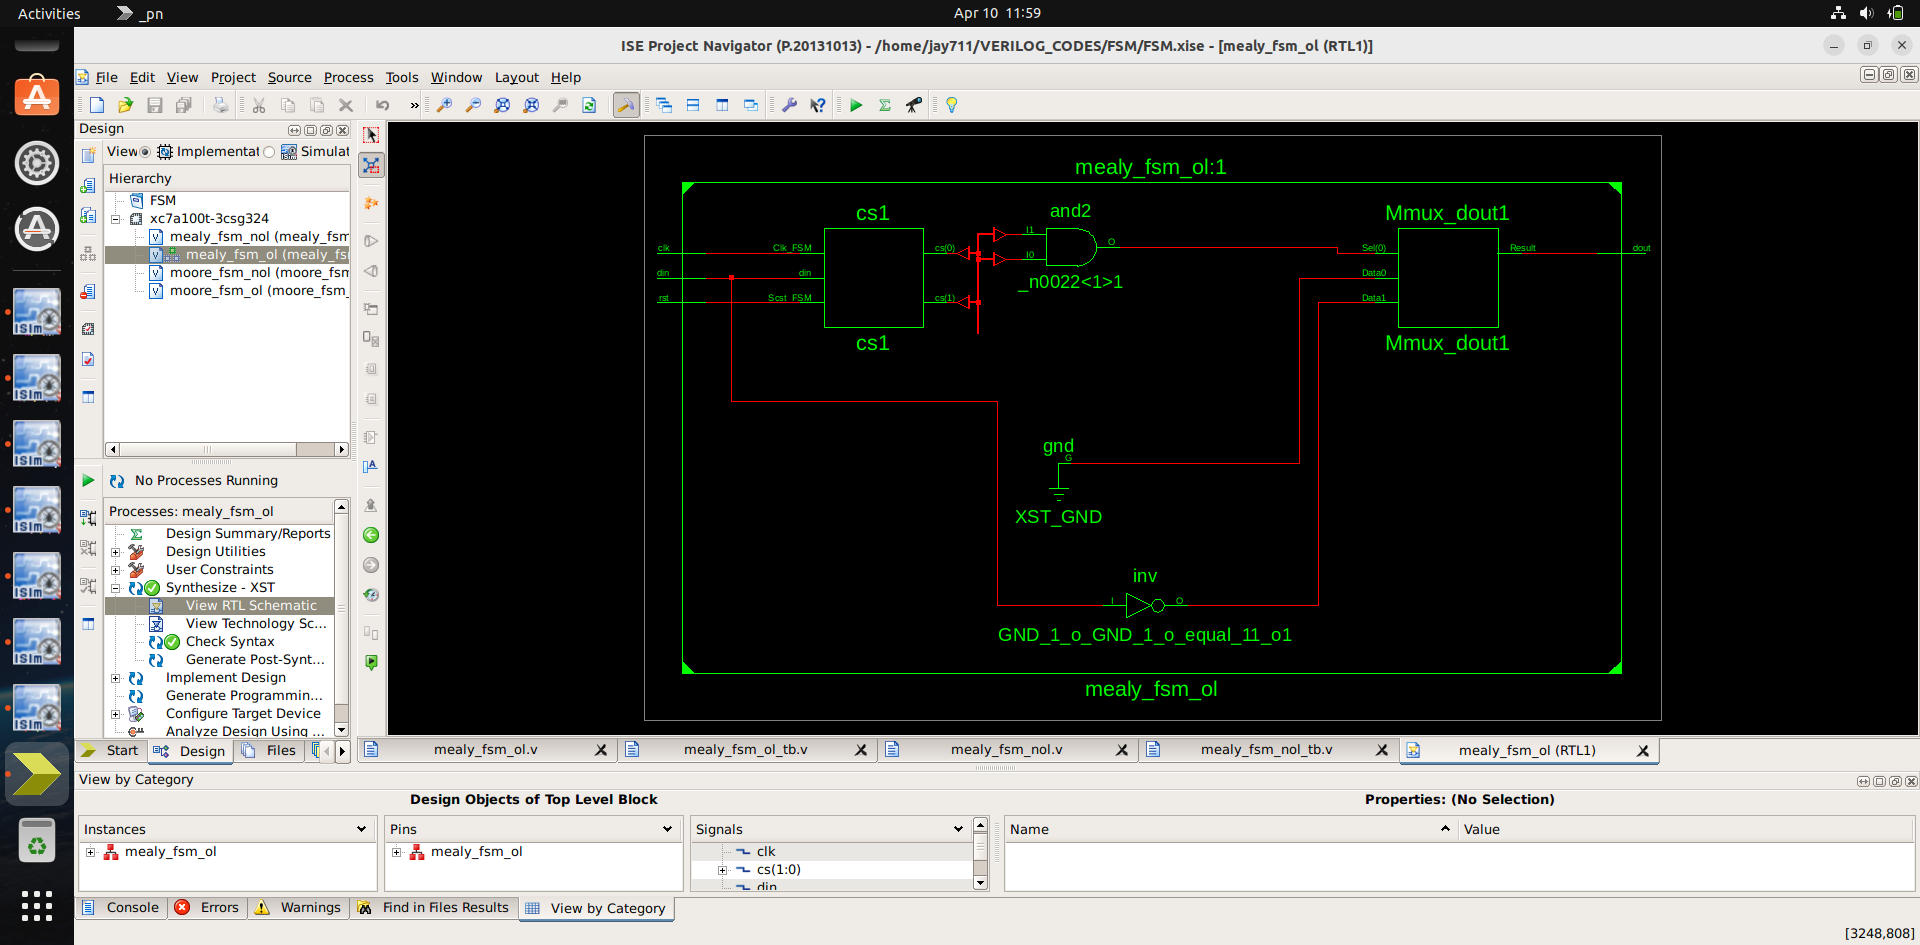 Activities
_pn
Apr 10 11:59
ISE Project Navigator (P.20131013) - /home/jay711/VERILOG_CODES/FSM/FSM.xise - [mealy_fsm_ol (RTL1)]
File Edit View Project Source Process Tools Window Layout Help
Design
View Implementat Simulat
Hierarchy
FSM
xc7a100t-3csg324
mealy_fsm_nol (mealy_fsm
mealy_fsm_ol (mealy_fs
moore_fsm_nol (moore_fsm
moore_fsm_ol (moore_fsm_
No Processes Running
Processes: mealy_fsm_ol
Design Summary/Reports
Design Utilities
User Constraints
Synthesize - XST
View RTL Schematic
View Technology Sc...
Check Syntax
Generate Post-Synt...
Implement Design
Generate Programmin...
Configure Target Device
Analyze Design Using ...
Start Design Files
mealy_fsm_ol:1
cs1
and2
Mmux_dout1
clk
Clk_FSM
cs(0)
I1
O
I0
Sel(0)
Result
dout
din
din
Data0
rst
Scst_FSM
cs(1)
Data1
_n0022<1>1
cs1
Mmux_dout1
gnd
G
XST_GND
inv
I
O
GND_1_o_GND_1_o_equal_11_o1
mealy_fsm_ol
mealy_fsm_ol.v
mealy_fsm_ol_tb.v
mealy_fsm_nol.v
mealy_fsm_nol_tb.v
mealy_fsm_ol (RTL1)
View by Category
Design Objects of Top Level Block
Properties: (No Selection)
Instances
mealy_fsm_ol
Pins
mealy_fsm_ol
Signals
clk
cs(1:0)
din
Name
Value
Console
Errors
Warnings
Find in Files Results
View by Category
[3248,808]
ISim
ISim
ISim
ISim
ISim
ISim
ISim